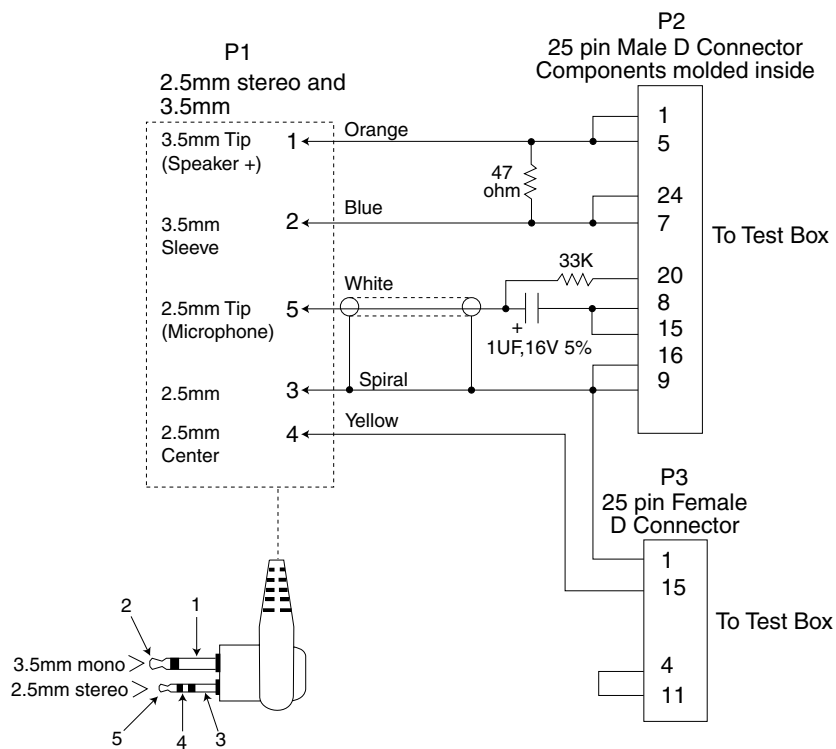 P1
2.5mm stereo and
3.5mm
3.5mm Tip
(Speaker +)
1
Orange
3.5mm
Sleeve
2
Blue
2.5mm Tip
(Microphone)
5
White
2.5mm
3
Spiral
2.5mm
Center
4
Yellow
47
ohm
33K
+
1UF,16V 5%
P2
25 pin Male D Connector
Components molded inside
1
5
24
7
20
8
15
16
9
To Test Box
P3
25 pin Female
D Connector
1
15
4
11
To Test Box
2
1
3.5mm mono
2.5mm stereo
5
4
3